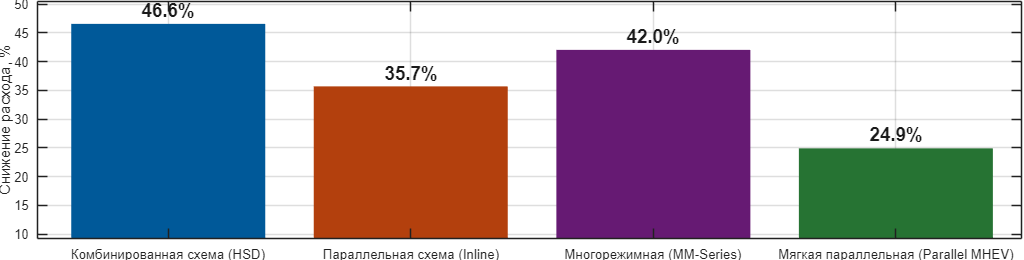 50
45
40
35
30
25
20
15
10
Снижение расхода, %
46.6%
35.7%
42.0%
24.9%
Комбинированная схема (HSD)
Параллельная схема (Inline)
Многорежимная (MM-Series)
Мягкая параллельная (Parallel MHEV)